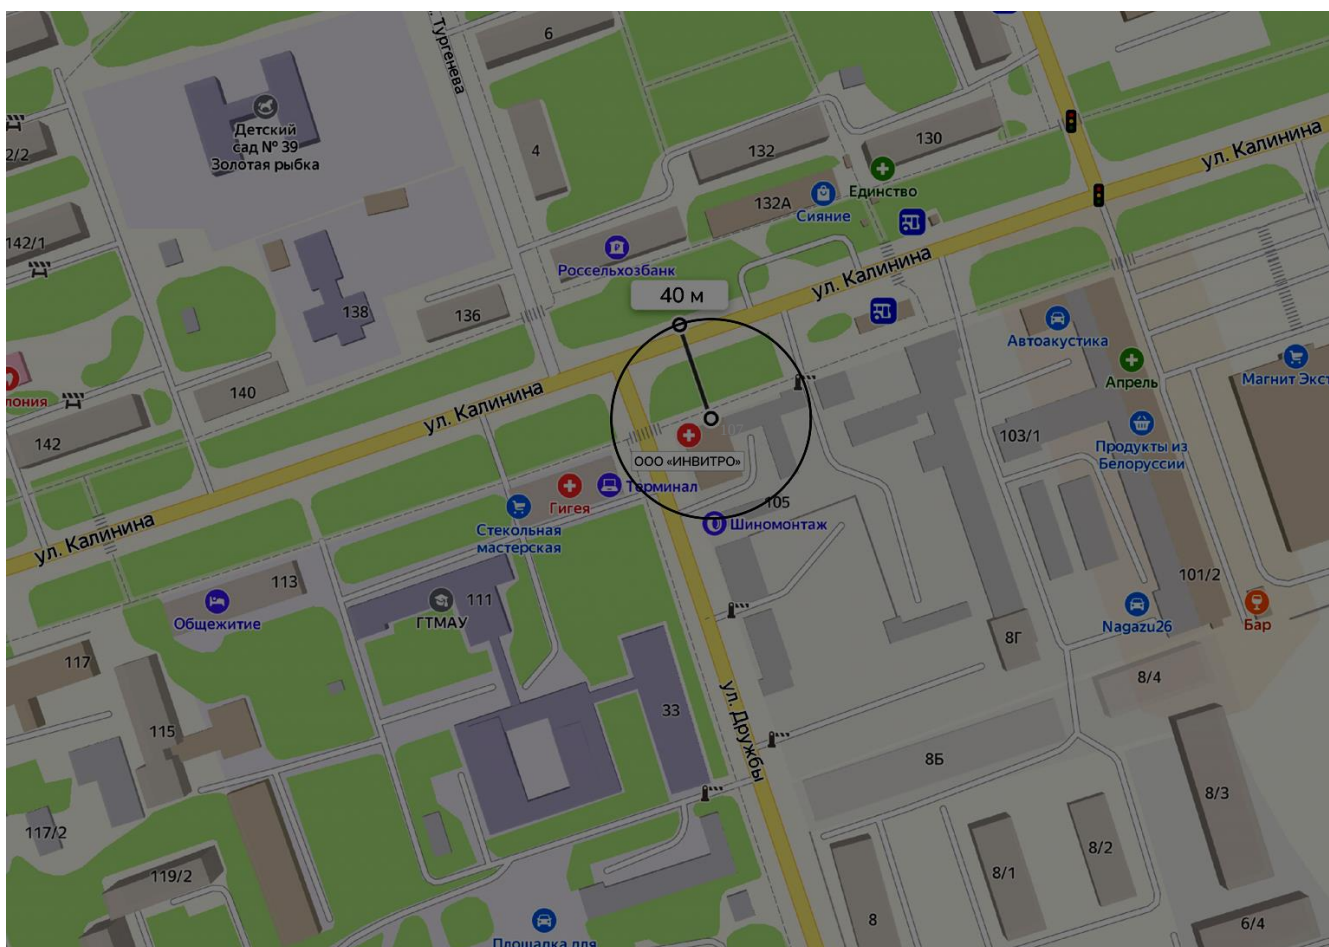 6
ул. Тургенева
Детский
сад № 39
Золотая рыбка
2/2
4
132
130
ул. Калинина
Единство
132А
Сияние
142/1
Россельхозбанк
ул. Калинина
40 м
138
136
Автоакустика
Апрель
Магнит Экст
140
лония
ул. Калинина
142
107
103/1
Продукты из
Белоруссии
ООО «ИНВИТРО»
Терминал
Гигея
105
Шиномонтаж
Стекольная
мастерская
ул. Калинина
113
111
ГТМАУ
Общежитие
101/2
Nagazu26
Бар
8Г
117
8/4
33
ул. Дружбы
115
8Б
8/3
117/2
8/2
119/2
8/1
8
6/4
Площадка для